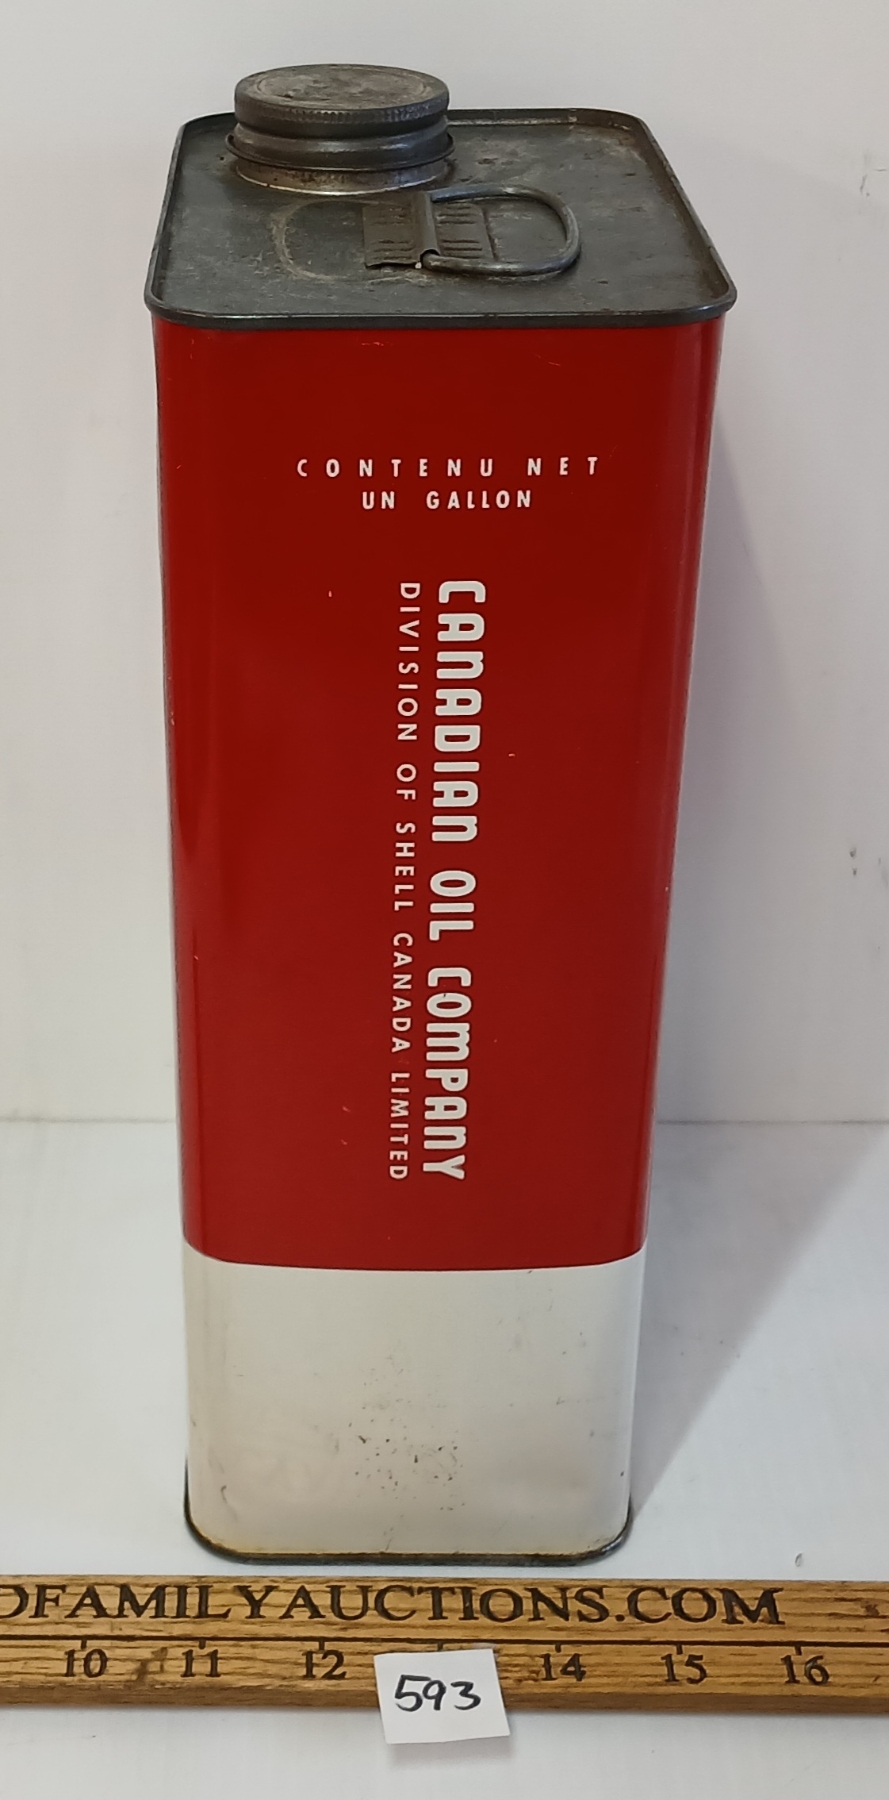 CONTENU NET
UN GALLON
CANADIAN OIL COMPANY
DIVISION OF SHELL CANADA LIMITED
DFAMILYAUCTIONS.COM
10 11 12 14 15 16
593